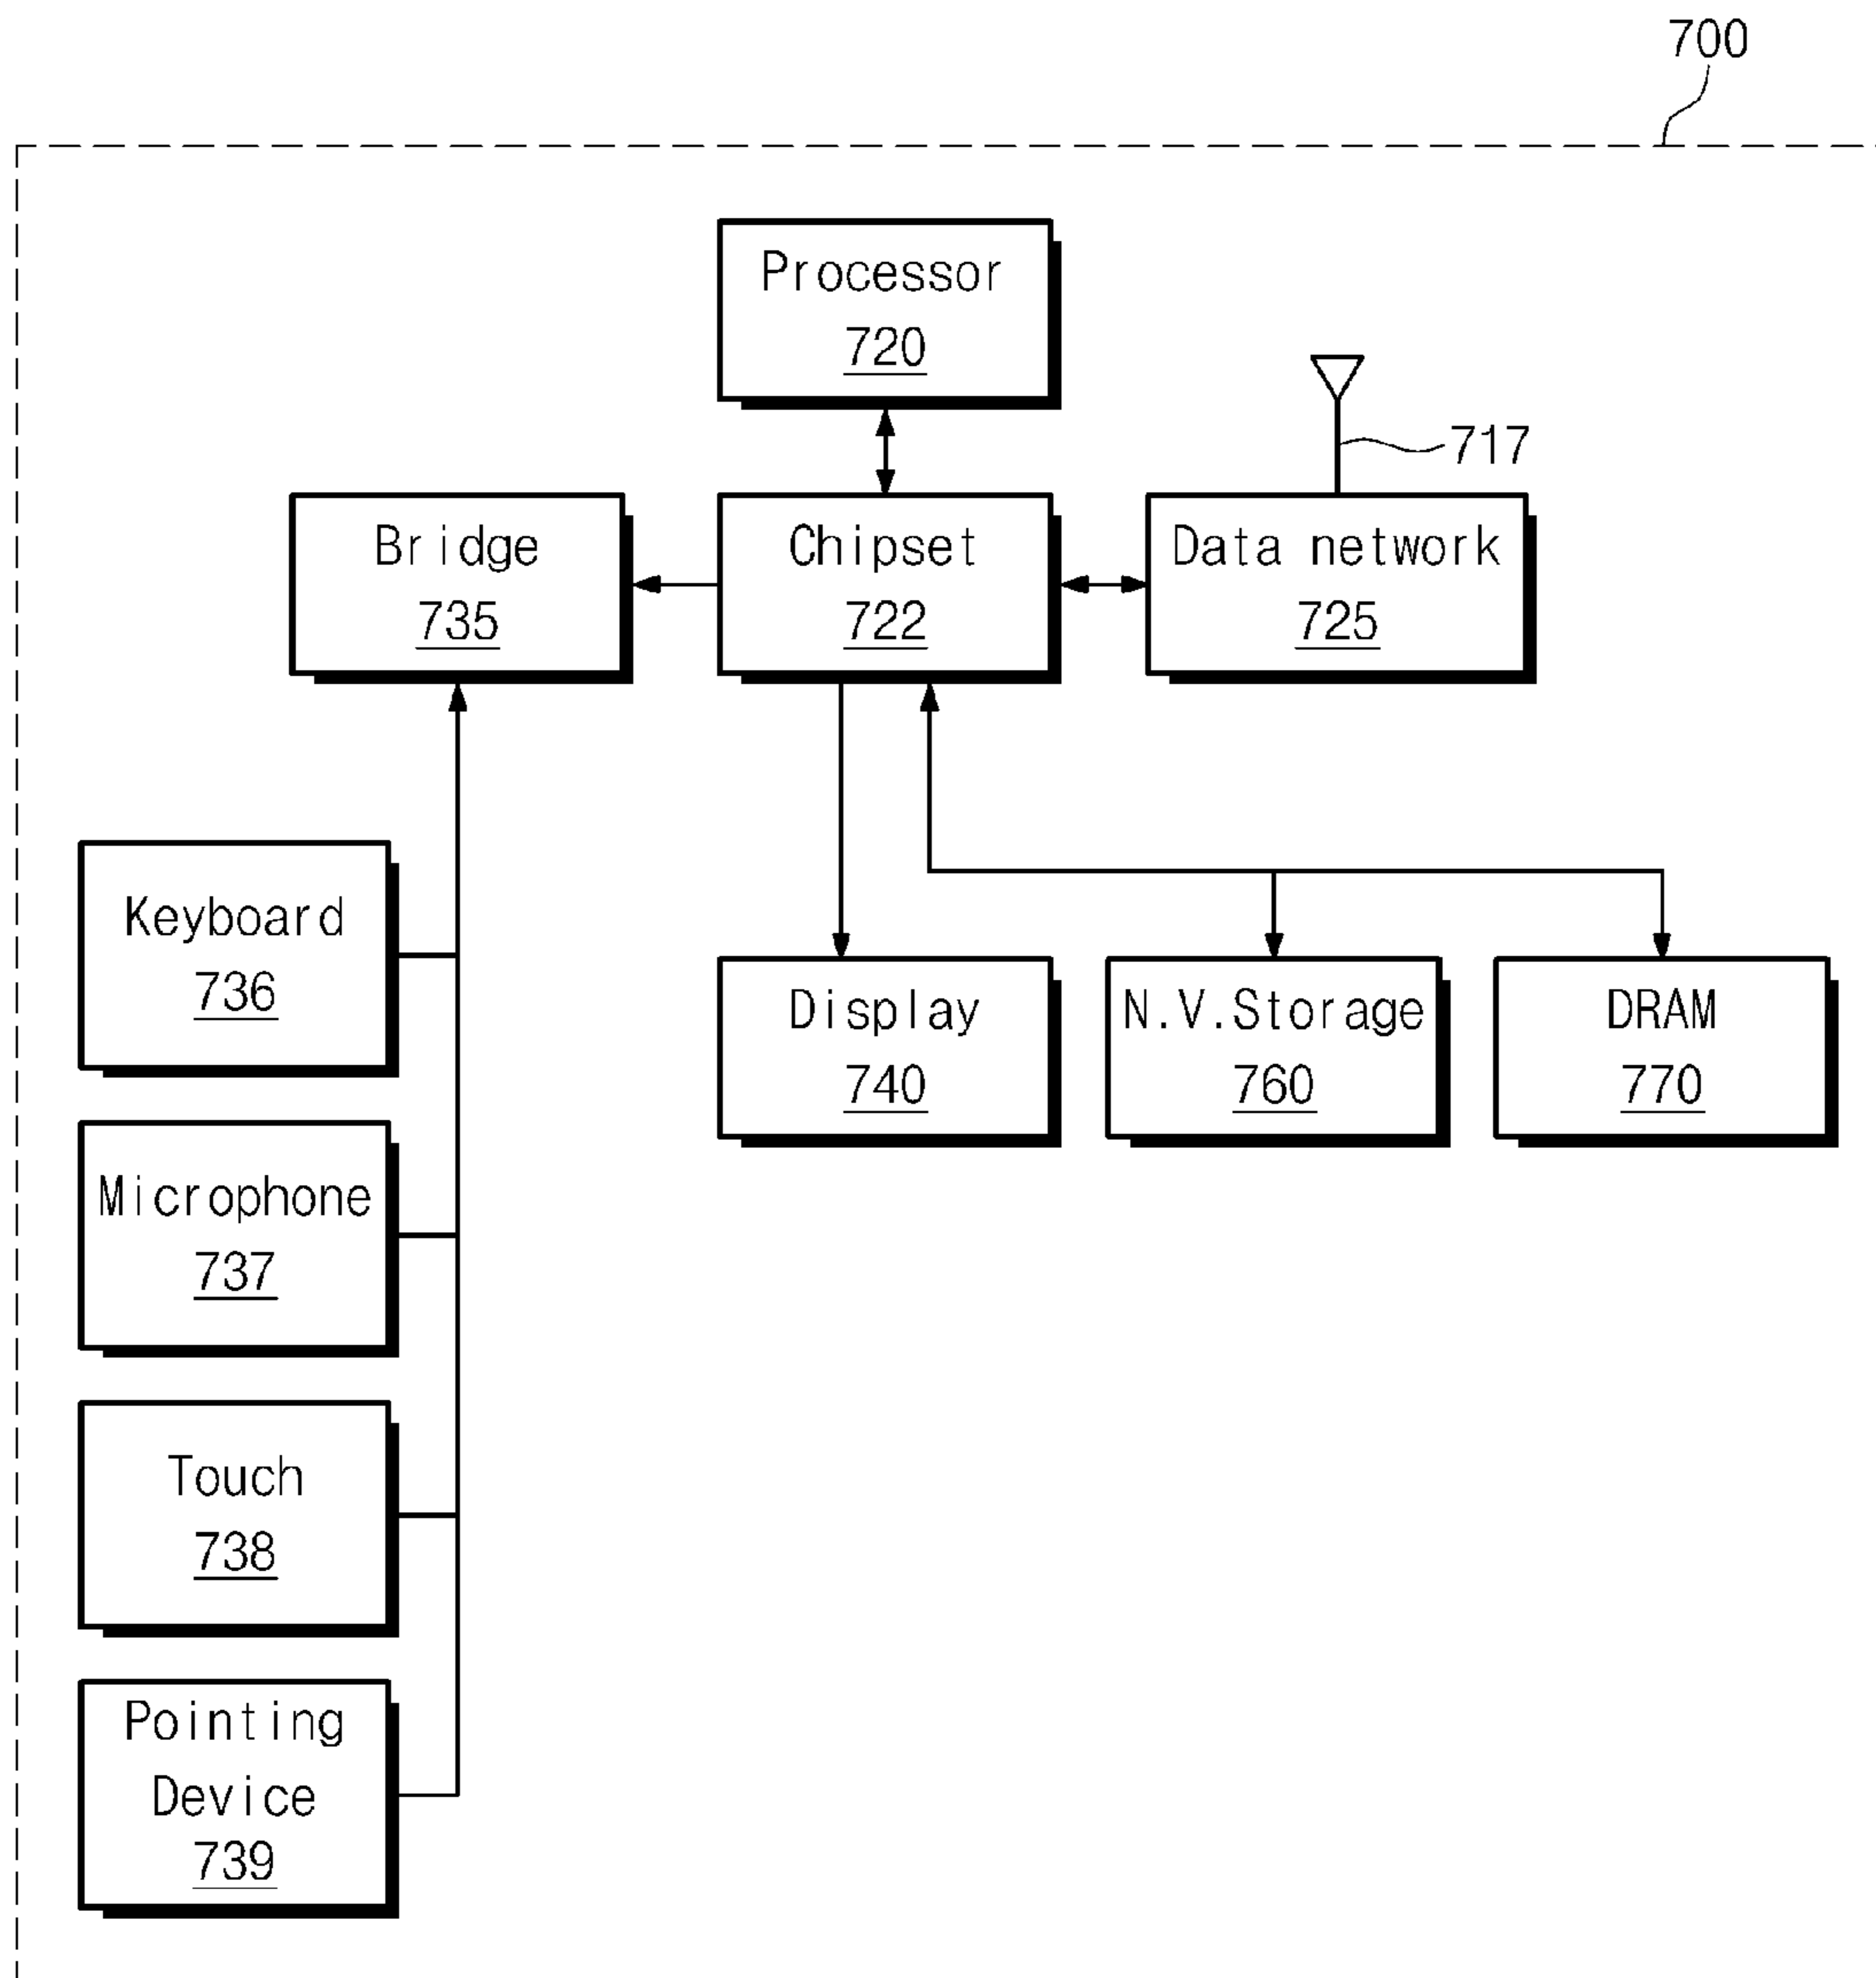 700
Processor
720
717
Bridge
735
Chipset
722
Data network
725
Keyboard
736
Display
740
N.V.Storage
760
DRAM
770
Microphone
737
Touch
738
Pointing
Device
739